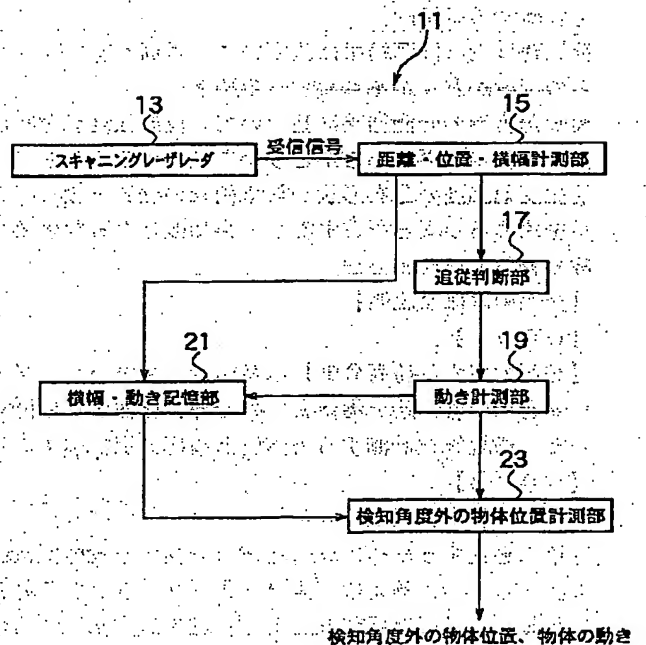 11
13
スキャニングレーザレーダ
受信信号
15
距離・位置・横幅計測部
17
追従判断部
21
横幅・動き記憶部
19
動き計測部
23
検知角度外の物体位置計測部
検知角度外の物体位置、物体の動き